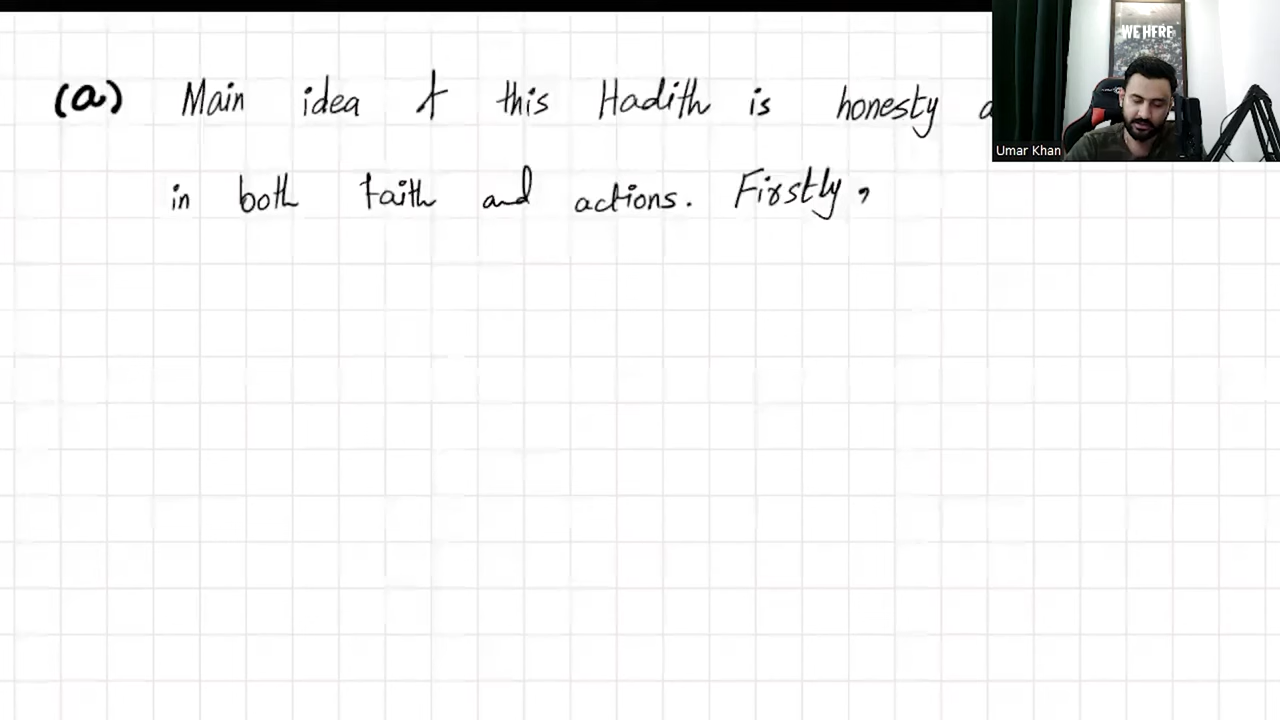 WE HERE
Umar Khan
(a) Main idea of this Hadith is honesty a
in both faith and actions. Firstly,